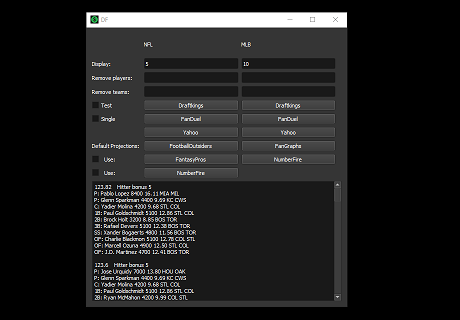 OF
NFL MLB
Display: 5 10
Remove players:
Remove teams:
Test Draftkings Draftkings
Single FanDuel FanDuel
Yahoo Yahoo
Default Projections: FootballOutsiders FanGraphs
Use: FantasyPros NumberFire
Use: NumberFire
123.82 Hitter bonus 5
P: Pablo Lopez 8400 16.11 MIA MIL
P: Glenn Sparkman 4400 9.69 KC CWS
C: Yadier Molina 4200 9.68 STL COL
1B: Paul Goldschmidt 5100 12.86 STL COL
2B: Brock Holt 3200 8.85 BOS TOR
3B: Rafael Devers 5100 12.38 BOS TOR
SS: Xander Bogaerts 4800 11.56 BOS TOR
OF: Charlie Blackmon 5100 12.78 COL STL
OF: Marcell Ozuna 4900 12.50 STL COL
OF: J.D. Martinez 4700 12.41 BOS TOR
123.6 Hitter bonus 5
P: Jose Urquidy 7000 13.80 HOU OAK
P: Glenn Sparkman 4400 9.69 KC CWS
C: Yadier Molina 4200 9.68 STL COL
1B: Paul Goldschmidt 5100 12.86 STL COL
2B: Ryan McMahon 4200 9.99 COL STL